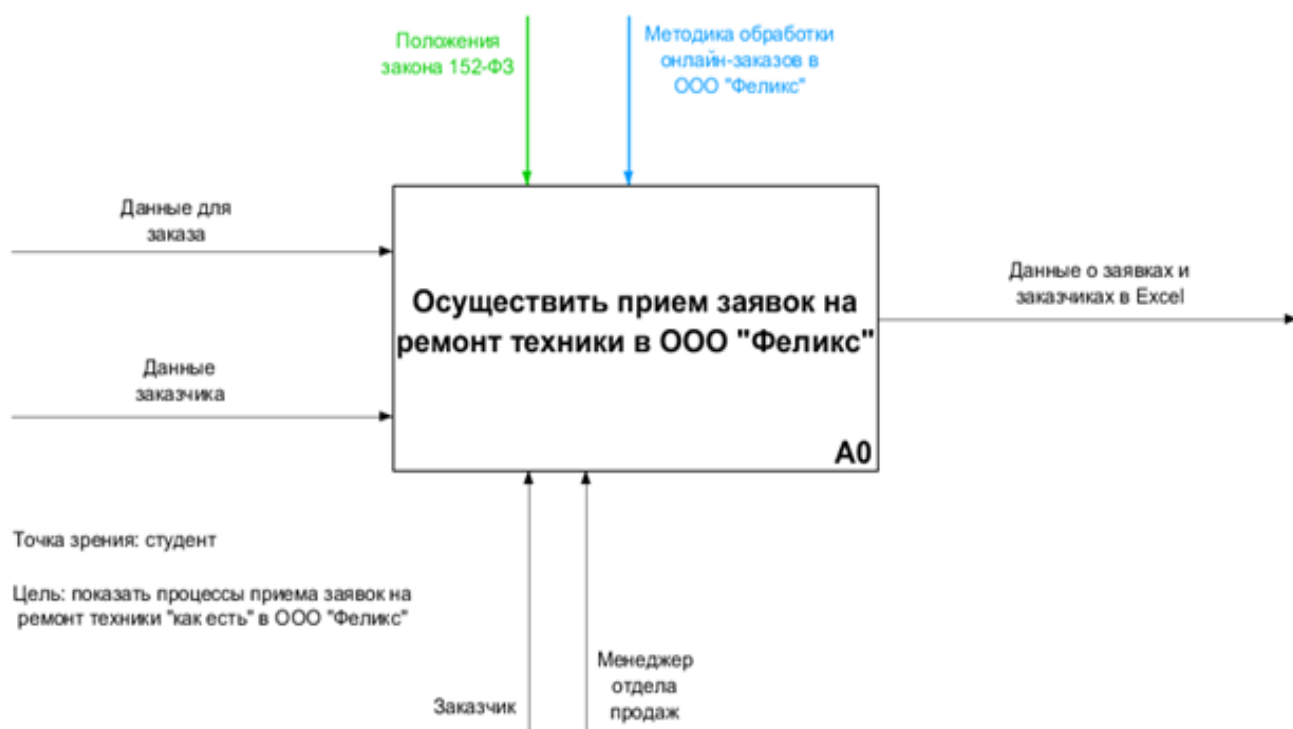 Положения
закона 152-ФЗ
Методика обработки
онлайн-заказов в
ООО "Феликс"
Данные для
заказа
Осуществить прием заявок на
ремонт техники в ООО "Феликс"
Данные о заявках и
заказчиках в Excel
Данные
заказчика
A0
Точка зрения: студент
Цель: показать процессы приема заявок на
ремонт техники "как есть" в ООО "Феликс"
Заказчик
Менеджер
отдела
продаж